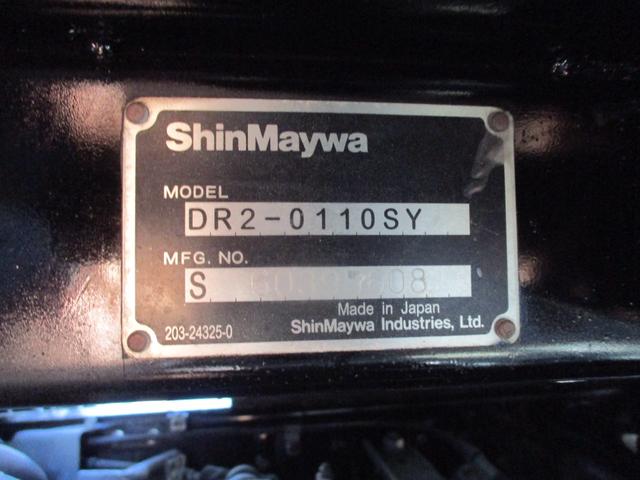 ShinMaywa
MODEL
DR2-0110SY
MFG. NO.
S
Made in Japan
203-24325-0
ShinMaywa Industries, Ltd.